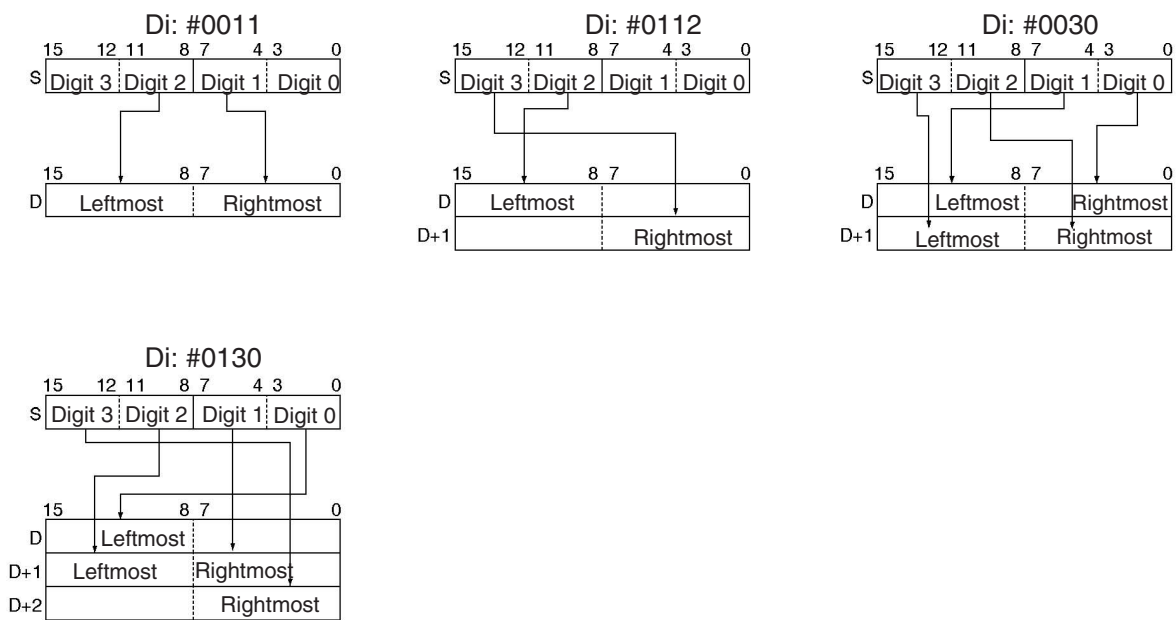 Di: #0011
15 12 11 8 7 4 3 0
S Digit 3 Digit 2 Digit 1 Digit 0
15 8 7 0
D Leftmost Rightmost
Di: #0112
15 12 11 8 7 4 3 0
S Digit 3 Digit 2 Digit 1 Digit 0
15 8 7 0
D Leftmost
D+1 Rightmost
Di: #0030
15 12 11 8 7 4 3 0
S Digit 3 Digit 2 Digit 1 Digit 0
15 8 7 0
D Leftmost Rightmost
D+1 Leftmost Rightmost
Di: #0130
15 12 11 8 7 4 3 0
S Digit 3 Digit 2 Digit 1 Digit 0
15 8 7 0
D Leftmost
D+1 Leftmost Rightmost
D+2 Rightmost